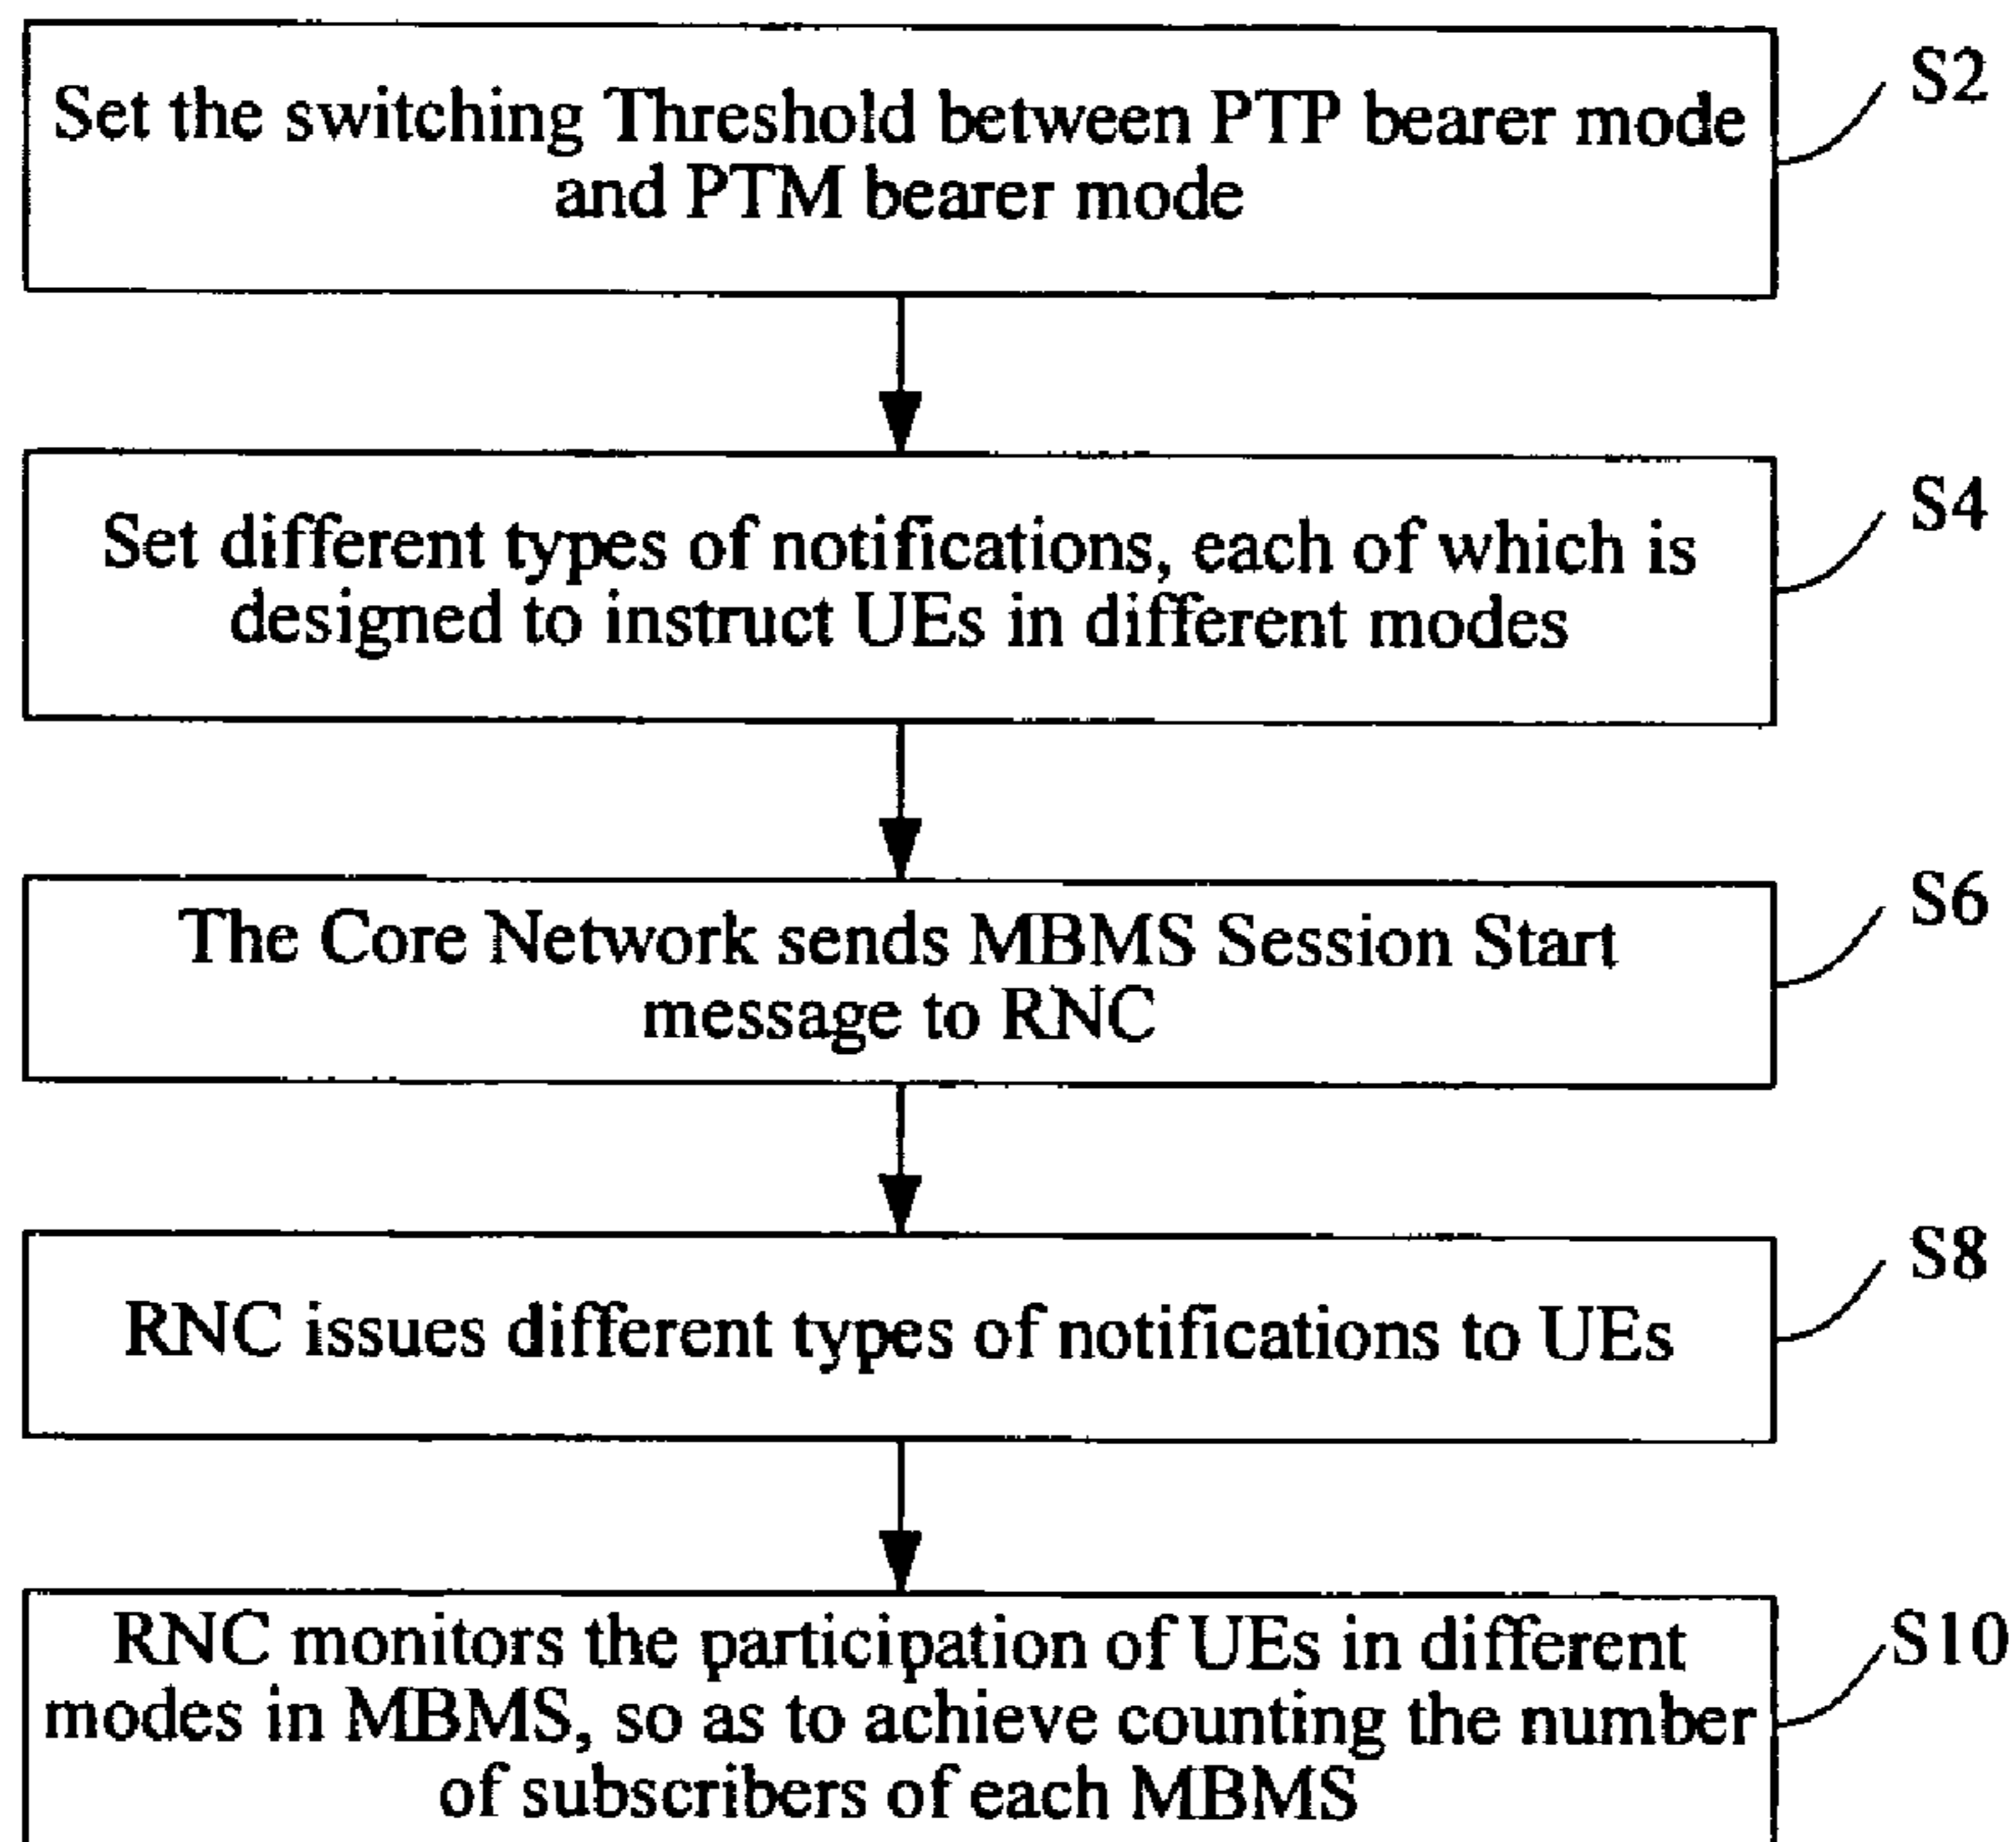 Set the switching Threshold between PTP bearer mode
and PTM bearer mode
S2
Set different types of notifications, each of which is
designed to instruct UEs in different modes
S4
The Core Network sends MBMS Session Start
message to RNC
S6
RNC issues different types of notifications to UEs
S8
RNC monitors the participation of UEs in different
modes in MBMS, so as to achieve counting the number
of subscribers of each MBMS
S10